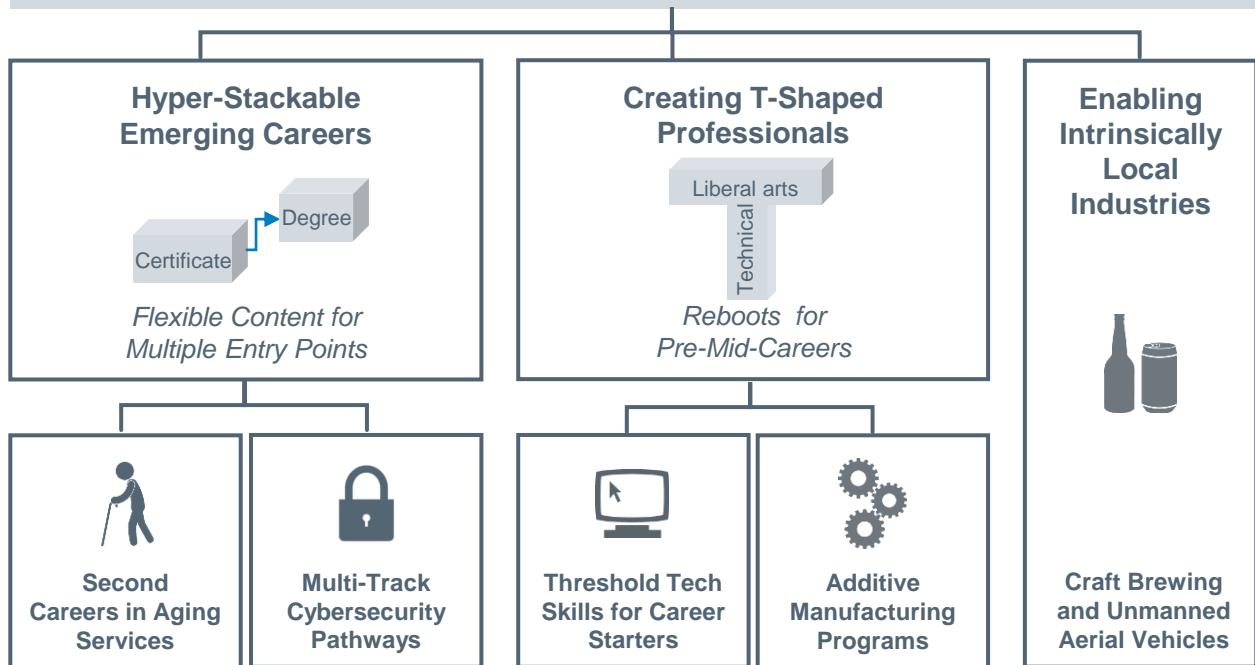 Hyper-Stackable
Emerging Careers
Degree
Certificate
Flexible Content for
Multiple Entry Points
Creating T-Shaped
Professionals
Liberal arts
Technical
Reboots for
Pre-Mid-Careers
Enabling
Intrinsically
Local
Industries
Second
Careers in Aging
Services
Multi-Track
Cybersecurity
Pathways
Threshold Tech
Skills for Career
Starters
Additive
Manufacturing
Programs
Craft Brewing
and Unmanned
Aerial Vehicles